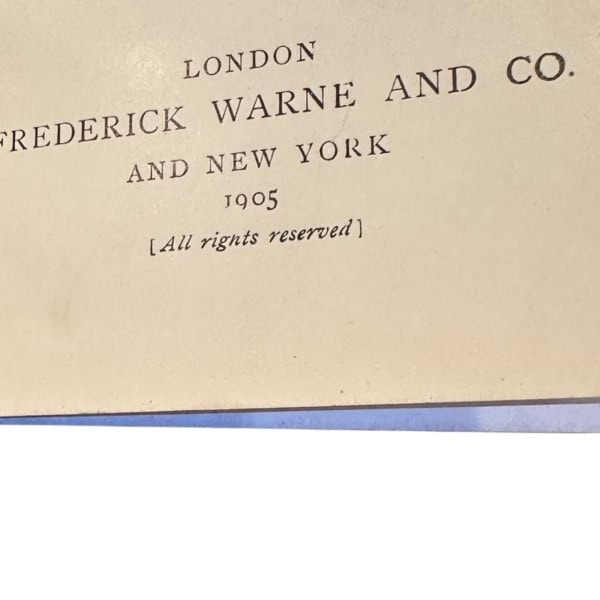 LONDON
FREDERICK WARNE AND CO.
AND NEW YORK
1905
[All rights reserved]